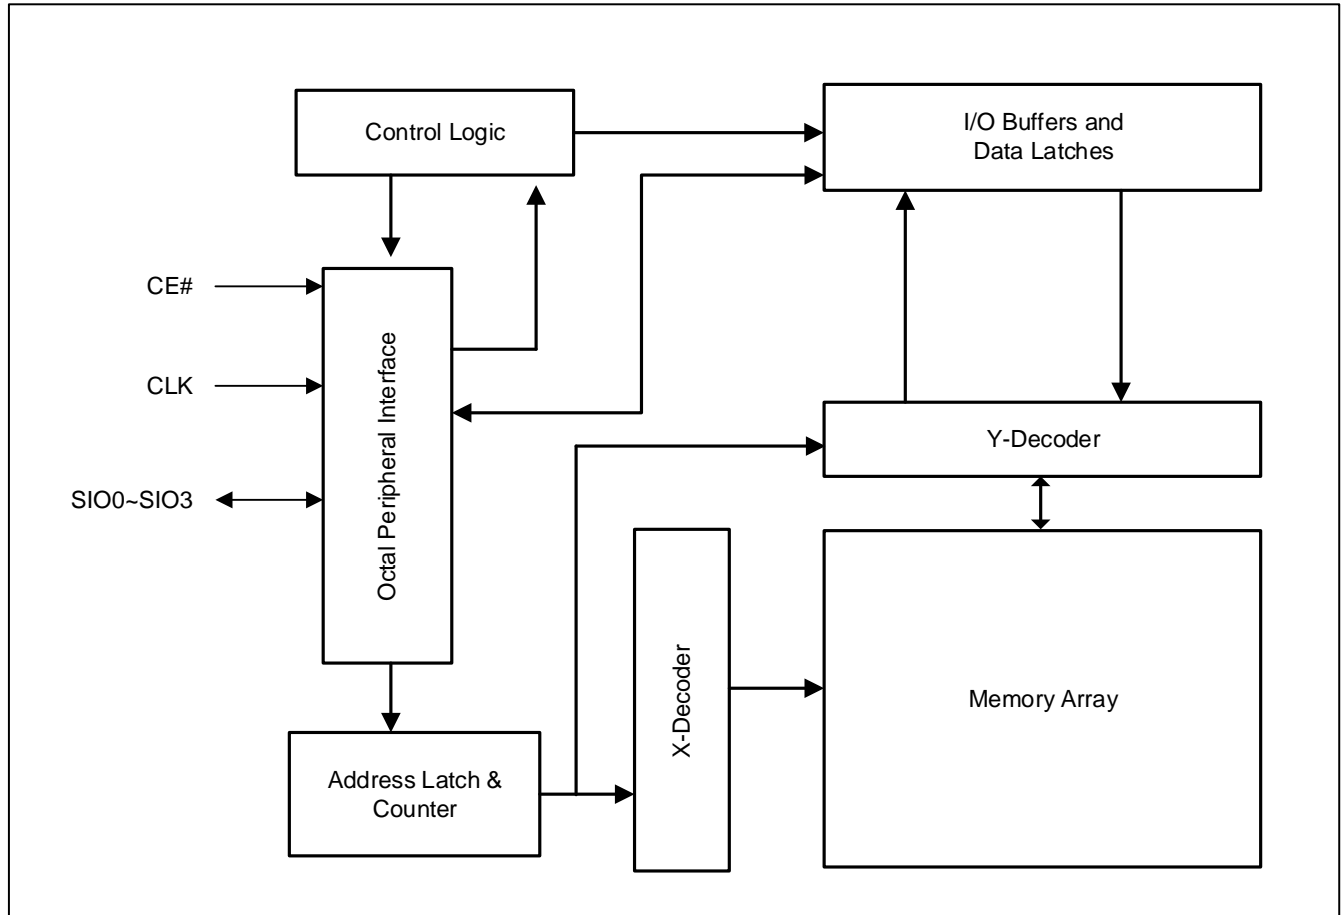 Control Logic
I/O Buffers and
Data Latches
CE#
CLK
SIO0~SIO3
Octal Peripheral Interface
Y-Decoder
X-Decoder
Memory Array
Address Latch &
Counter